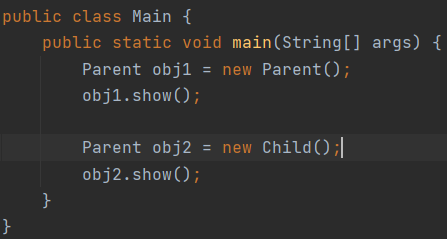 public class Main {
    public static void main(String[] args) {
        Parent obj1 = new Parent();
        obj1.show();

        Parent obj2 = new Child();
        obj2.show();
    }
}